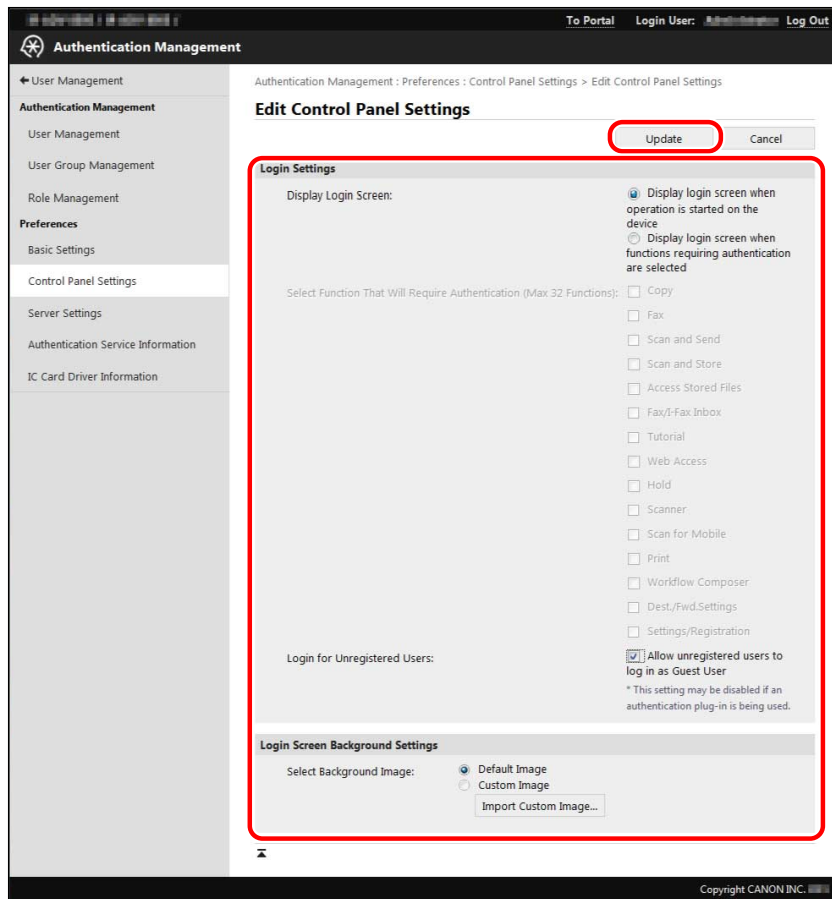 To Portal Login User: Log Out
Authentication Management
User Management
Authentication Management
User Management
User Group Management
Role Management
Preferences
Basic Settings
Control Panel Settings
Server Settings
Authentication Service Information
IC Card Driver Information
Authentication Management : Preferences : Control Panel Settings > Edit Control Panel Settings
Edit Control Panel Settings
Update Cancel
Login Settings
Display Login Screen:
Display login screen when
operation is started on the
device
Display login screen when
functions requiring authentication
are selected
Select Function That Will Require Authentication (Max 32 Functions):
Copy
Fax
Scan and Send
Scan and Store
Access Stored Files
Fax/I-Fax Inbox
Tutorial
Web Access
Hold
Scanner
Scan for Mobile
Print
Workflow Composer
Dest./Fwd.Settings
Settings/Registration
Login for Unregistered Users:
Allow unregistered users to
log in as Guest User
* This setting may be disabled if an
authentication plug-in is being used.
Login Screen Background Settings
Select Background Image:
Default Image
Custom Image
Import Custom Image...
Copyright CANON INC.